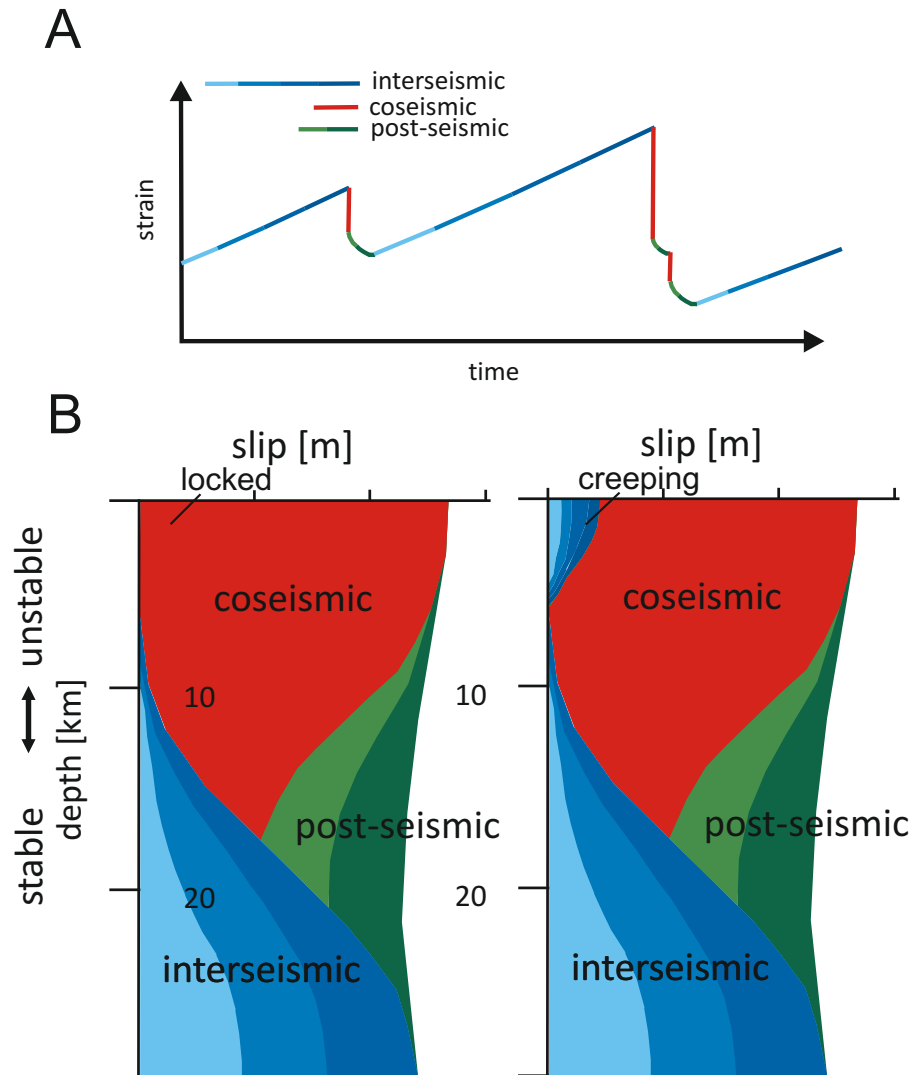 A
interseismic
coseismic
post-seismic
strain
time
B
slip [m]
locked
coseismic
10
post-seismic
20
interseismic
unstable
stable
depth [km]
slip [m]
creeping
coseismic
10
post-seismic
20
interseismic